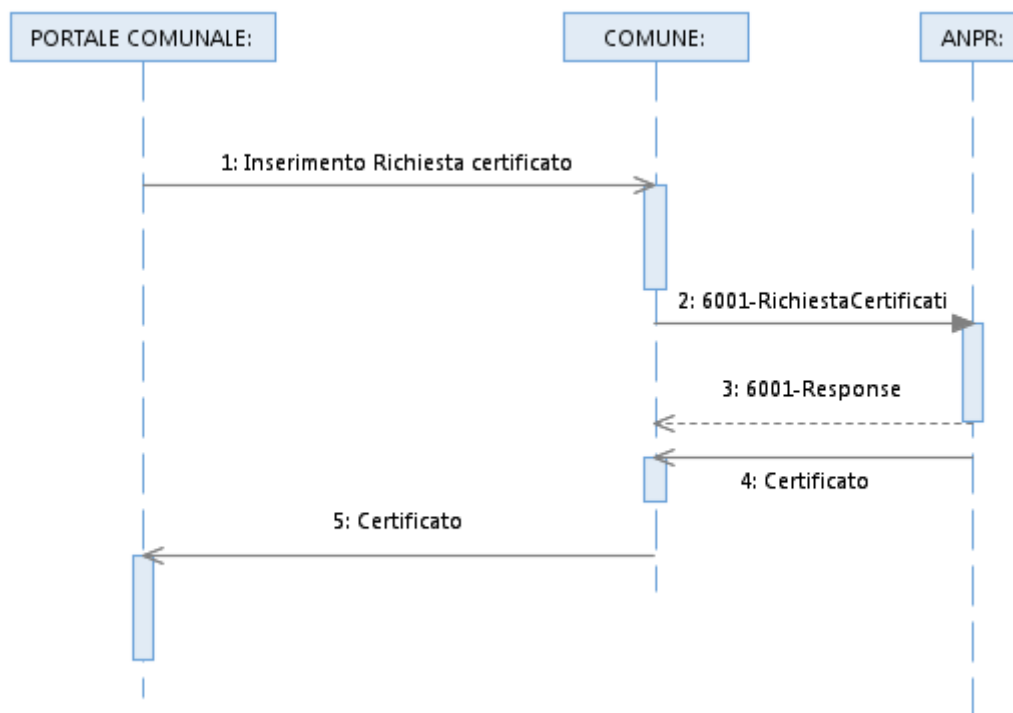 PORTALE COMUNALE:
COMUNE:
ANPR:
1: Inserimento Richiesta certificato
2: 6001-RichiestaCertificati
3: 6001-Response
4: Certificato
5: Certificato